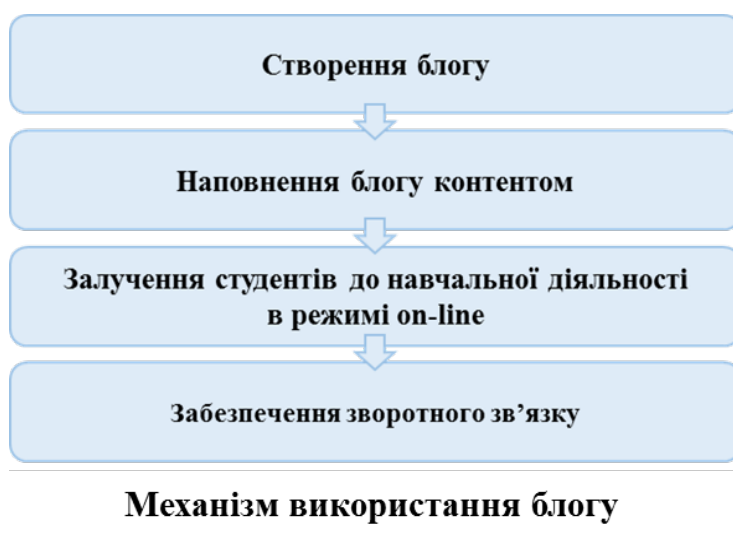 Створення блогу
Наповнення блогу контентом
Залучення студентів до навчальної діяльності
в режимі on-line
Забезпечення зворотного зв’язку
Механізм використання блогу